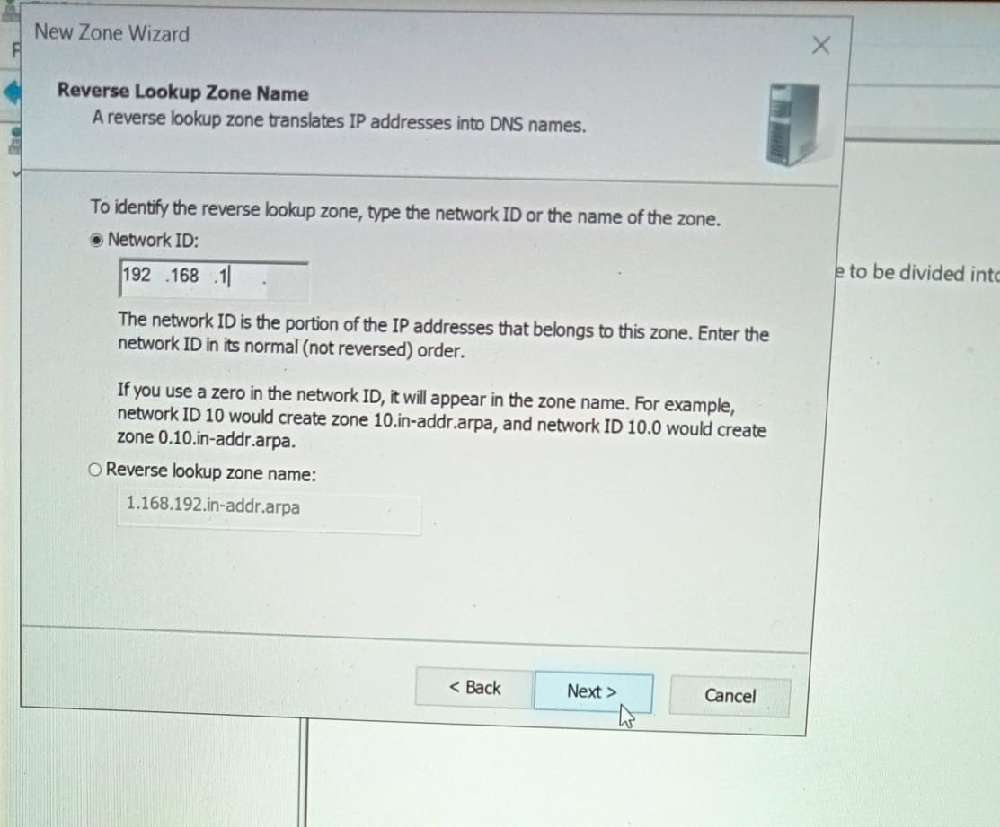 New Zone Wizard
F
Reverse Lookup Zone Name
A reverse lookup zone translates IP addresses into DNS names.
To identify the reverse lookup zone, type the network ID or the name of the zone.
Network ID:
192 .168 .1 .
e to be divided into
The network ID is the portion of the IP addresses that belongs to this zone. Enter the
network ID in its normal (not reversed) order.
If you use a zero in the network ID, it will appear in the zone name. For example,
network ID 10 would create zone 10.in-addr.arpa, and network ID 10.0 would create
zone 0.10.in-addr.arpa.
Reverse lookup zone name:
1.168.192.in-addr.arpa
< Back
Next >
Cancel